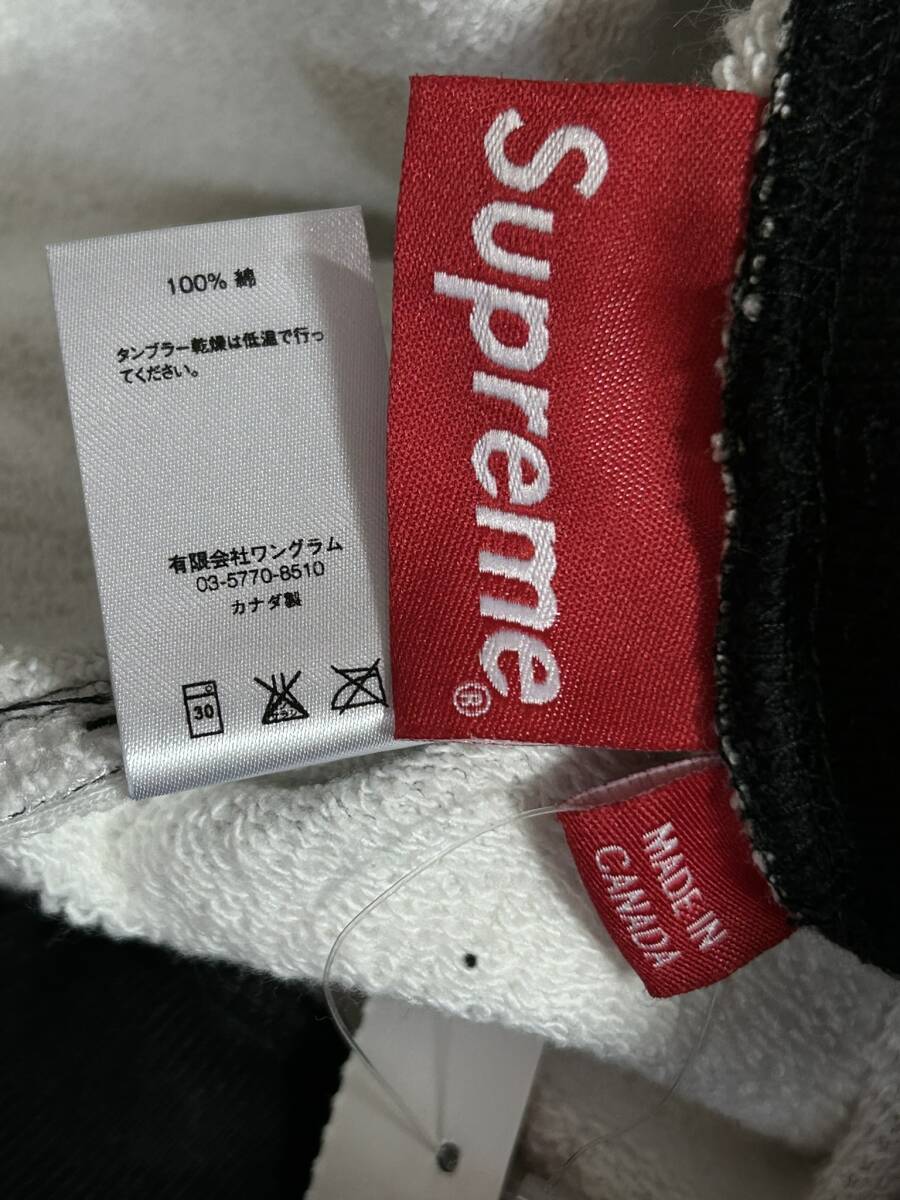 100% 綿
タンブラー乾燥は低温で行っ
てください。
有限会社ワングラム
03-5770-8510
カナダ製
30
Supreme®
MADE IN
CANADA